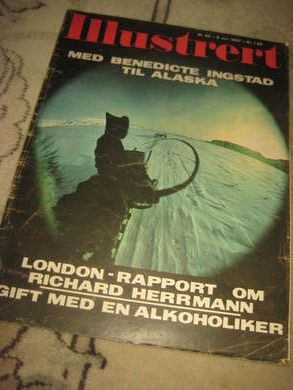 Illustrert
MED BENEDICTE INGSTAD
TIL ALASKA
LONDON-RAPPORT OM
RICHARD HERRMANN
GIFT MED EN ALKOHOLIKER